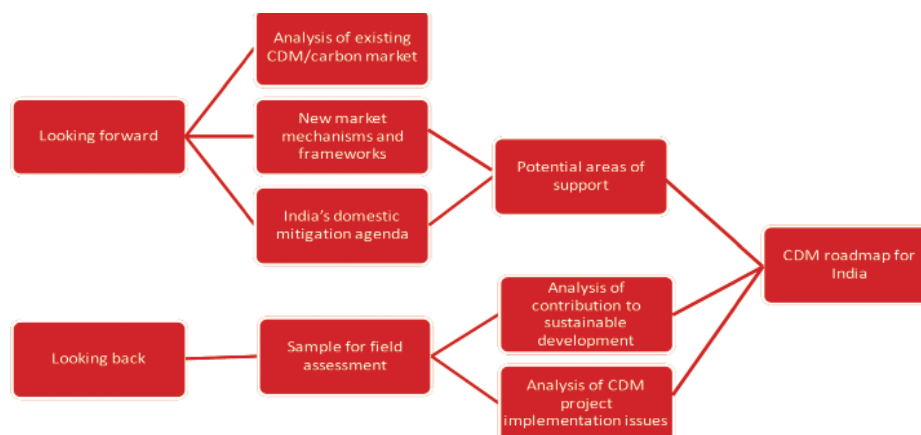 Analysis of existing
CDM/carbon market
Looking forward
New market
mechanisms and
frameworks
India's domestic
mitigation agenda
Potential areas of
support
CDM roadmap for
India
Looking back
Sample for field
assessment
Analysis of
contribution to
sustainable
development
Analysis of CDM
project
implementation issues